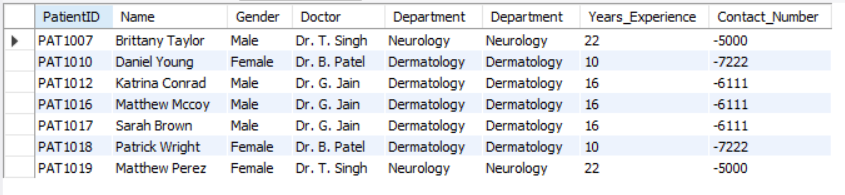 PatientID Name Gender Doctor Department Department Years_Experience Contact_Number
PAT1007 Brittany Taylor Male Dr. T. Singh Neurology Neurology 22 -5000
PAT1010 Daniel Young Female Dr. B. Patel Dermatology Dermatology 10 -7222
PAT1012 Katrina Conrad Male Dr. G. Jain Dermatology Dermatology 16 -6111
PAT1016 Matthew Mccoy Male Dr. G. Jain Dermatology Dermatology 16 -6111
PAT1017 Sarah Brown Male Dr. G. Jain Dermatology Dermatology 16 -6111
PAT1018 Patrick Wright Female Dr. B. Patel Dermatology Dermatology 10 -7222
PAT1019 Matthew Perez Female Dr. T. Singh Neurology Neurology 22 -5000